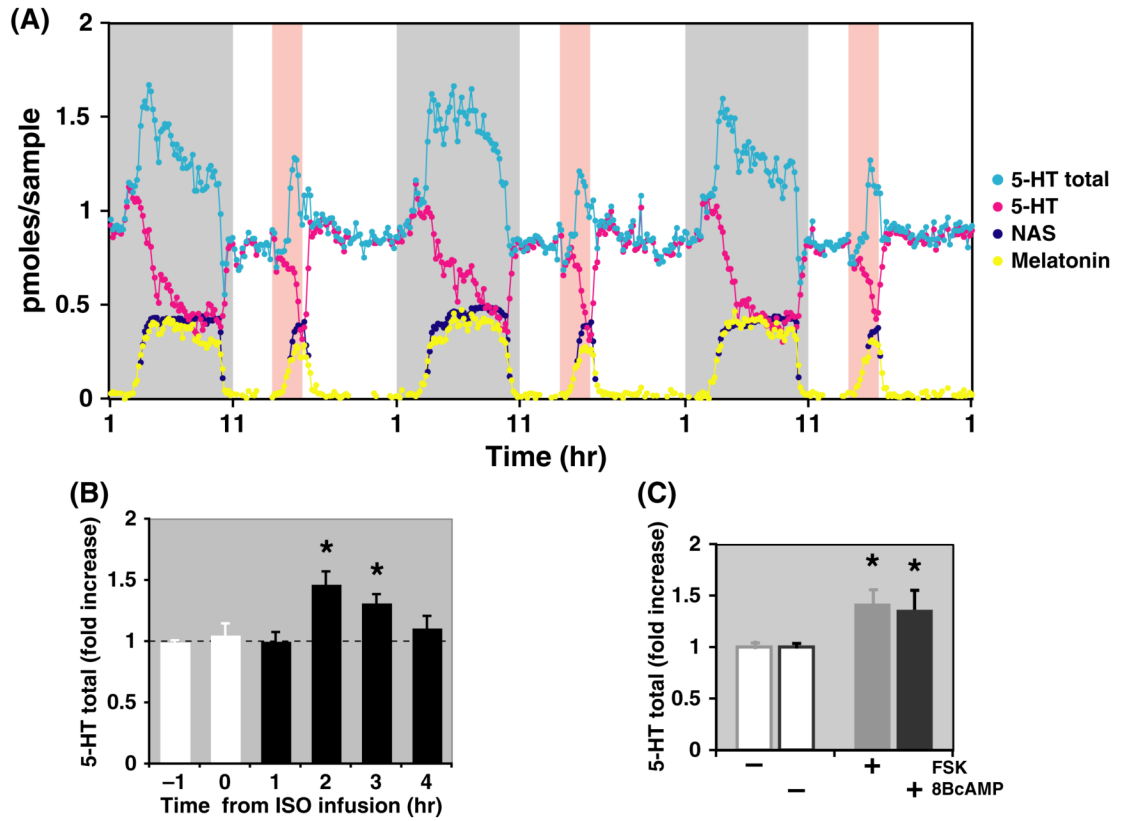 (A)
pmoles/sample
2
1.5
1
0.5
0
1 11 1 11 1 11 1
Time (hr)
5-HT total
5-HT
NAS
Melatonin
(B)
5-HT total (fold increase)
2
1.5
1
0.5
0
* *
–1 0 1 2 3 4
Time from ISO infusion (hr)
(C)
5-HT total (fold increase)
2
1.5
1
0.5
0
* *
– + FSK
– + 8BcAMP